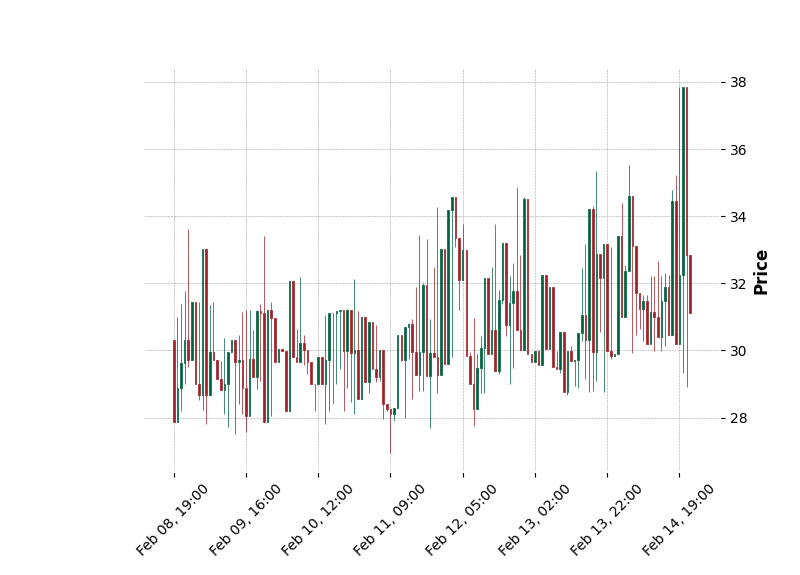 38
36
34
32
30
28
Price
Feb 08, 19:00
Feb 09, 16:00
Feb 10, 12:00
Feb 11, 09:00
Feb 12, 05:00
Feb 13, 02:00
Feb 13, 22:00
Feb 14, 19:00